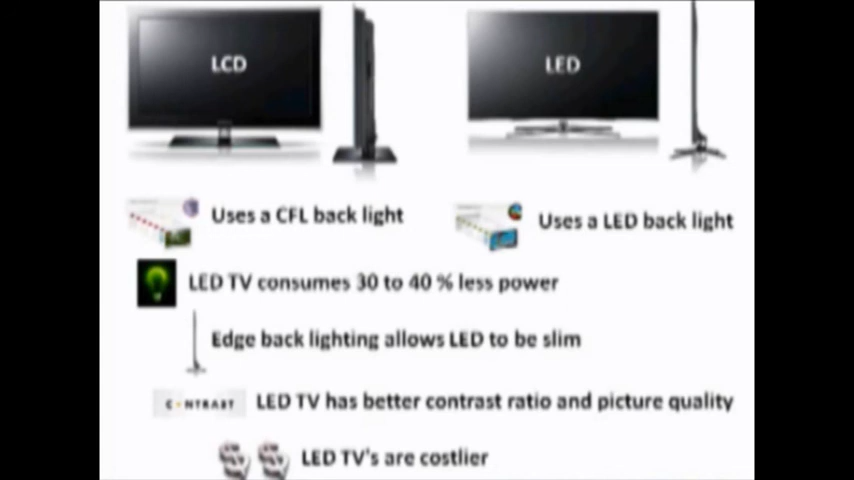 LCD
LED
Uses a CFL back light
Uses a LED back light
LED TV consumes 30 to 40 % less power
Edge back lighting allows LED to be slim
LED TV has better contrast ratio and picture quality
LED TV's are costlier